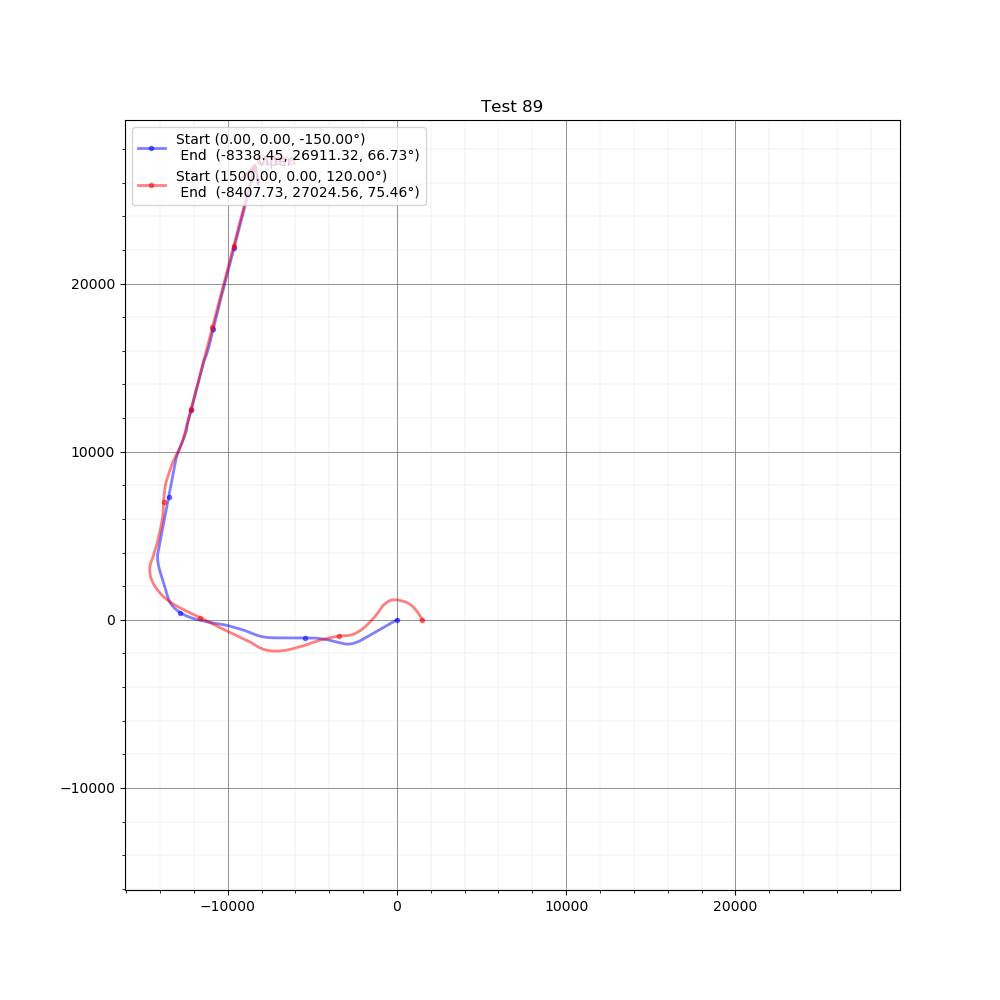 Test 89
Start (0.00, 0.00, -150.00°)
End (-8338.45, 26911.32, 66.73°)
Start (1500.00, 0.00, 120.00°)
End (-8407.73, 27024.56, 75.46°)
20000
10000
0
−10000
−10000
0
10000
20000